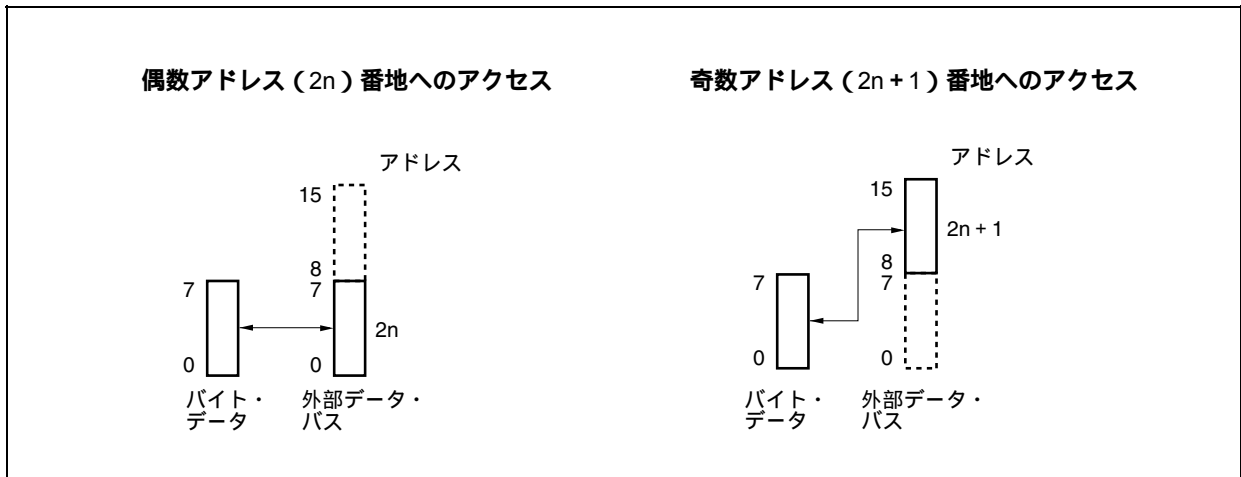 偶数アドレス（2n）番地へのアクセス
アドレス
15
8
7
7
2n
0
0
バイト・
データ
外部データ・
バス
奇数アドレス（2n + 1）番地へのアクセス
アドレス
15
2n + 1
8
7
7
0
0
バイト・
データ
外部データ・
バス